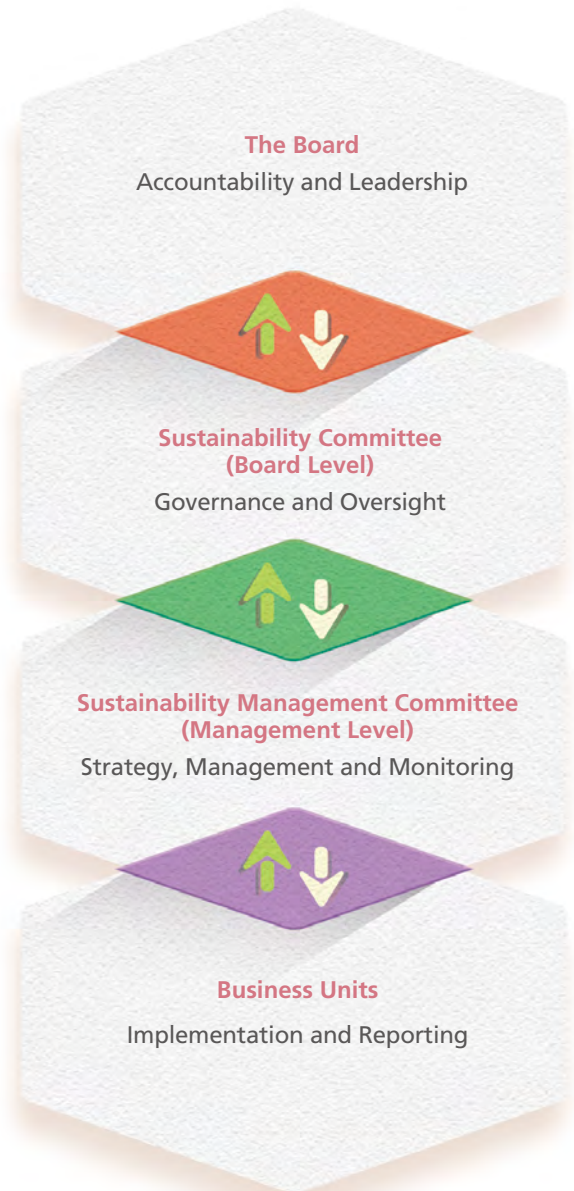 The Board
Accountability and Leadership
Sustainability Committee
(Board Level)
Governance and Oversight
Sustainability Management Committee
(Management Level)
Strategy, Management and Monitoring
Business Units
Implementation and Reporting